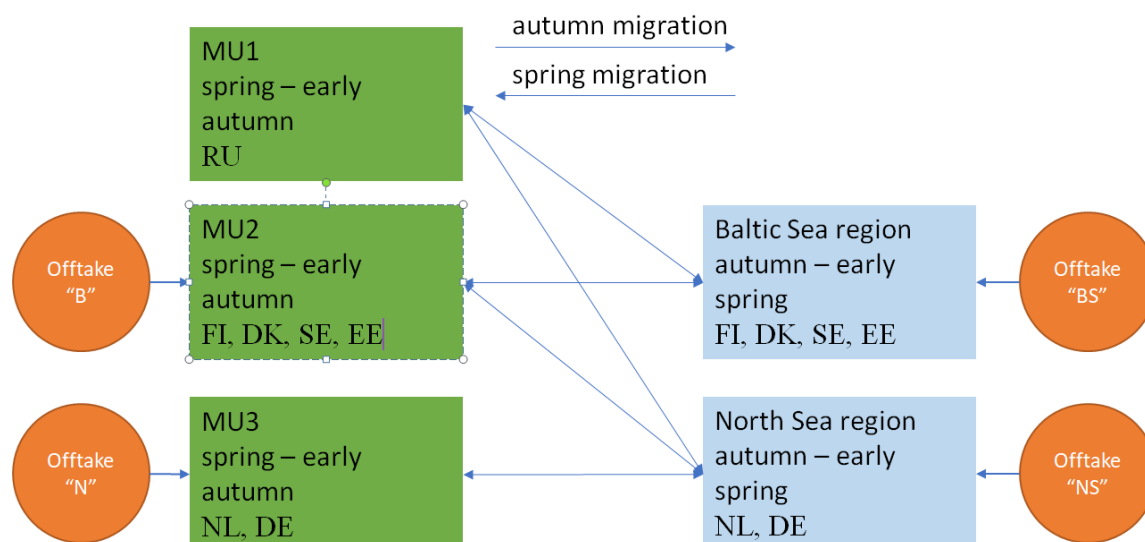 autumn migration
spring migration
MU1
spring – early
autumn
RU
Offtake
“B”
MU2
spring – early
autumn
FI, DK, SE, EE
Baltic Sea region
autumn – early
spring
FI, DK, SE, EE
Offtake
“BS”
Offtake
“N”
MU3
spring – early
autumn
NL, DE
North Sea region
autumn – early
spring
NL, DE
Offtake
“NS”